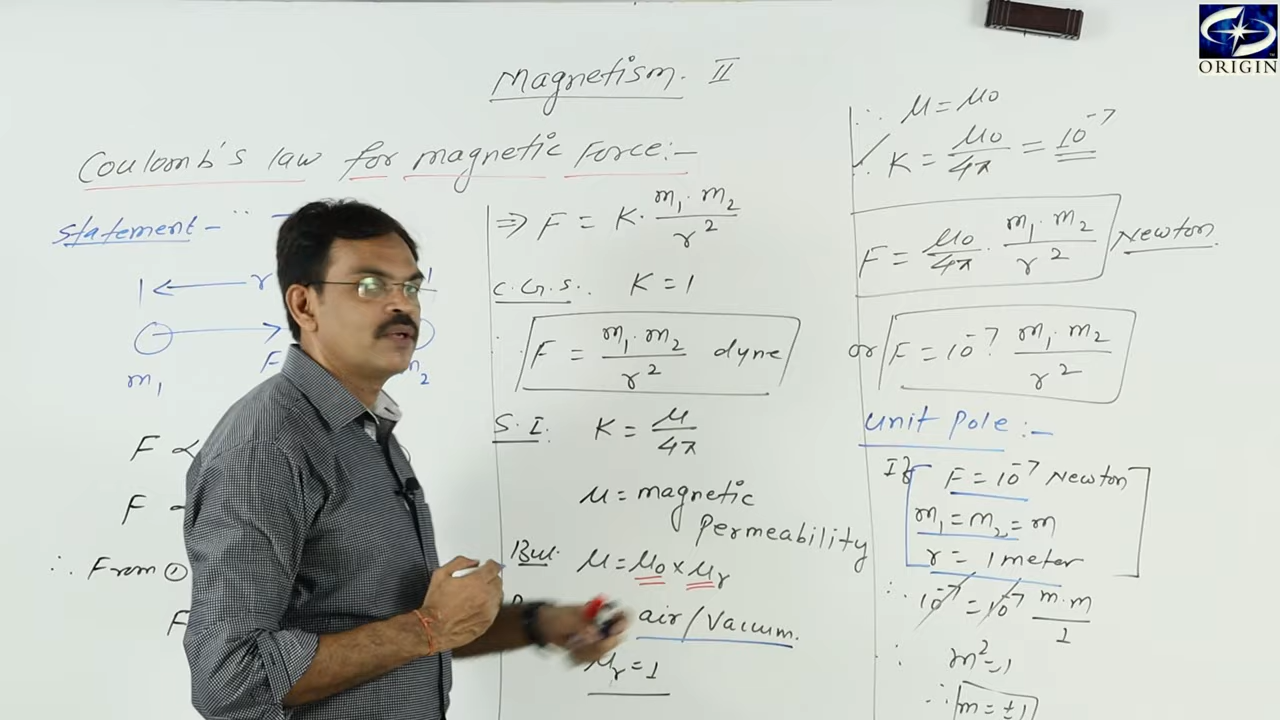 ORIGIN
Magnetism. II
Coulomb's law for magnetic Force:-
Statement -
r
m₁
F
m₂
F ∝
F =
∴ From ①
F
⇒ F = K · m₁ · m₂ / r²
C.G.S.. K = 1
F = m₁ · m₂ / r² dyne
S.I: K = μ / 4π
μ = magnetic
permeability
But μ = μ₀ × μr
air / Vaccum.
μr = 1
∴ μ = μ₀
∴ K = μ₀ / 4π = 10⁻⁷
F = μ₀ / 4π · m₁ · m₂ / r² Newton
or F = 10⁻⁷ · m₁ · m₂ / r²
Unit Pole :-
If F = 10⁻⁷ Newton
m₁ = m₂ = m
r = 1 meter
∴ 10⁻⁷ = 10⁻⁷ m · m / 1
∴ m² = 1
∴ m = ±1